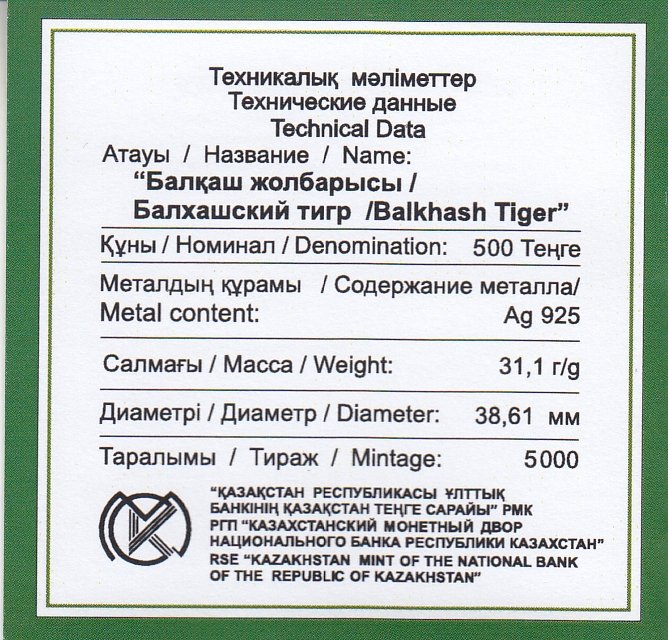 Техникалық мәліметтер
Технические данные
Technical Data
Атауы / Название / Name:
“Балқаш жолбарысы /
Балхашский тигр /Balkhash Tiger”
Құны / Номинал / Denomination: 500 Теңге
Металдың құрамы / Содержание металла/
Metal content: Ag 925
Салмағы / Масса / Weight: 31,1 г/g
Диаметрі / Диаметр / Diameter: 38,61 мм
Таралымы / Тираж / Mintage: 5000
“ҚАЗАҚСТАН РЕСПУБЛИКАСЫ ҰЛТТЫҚ
БАНКІНІҢ ҚАЗАҚСТАН ТЕҢГЕ САРАЙЫ” РМК
РГП “КАЗАХСТАНСКИЙ МОНЕТНЫЙ ДВОР
НАЦИОНАЛЬНОГО БАНКА РЕСПУБЛИКИ КАЗАХСТАН”
RSE “KAZAKHSTAN MINT OF THE NATIONAL BANK
OF THE REPUBLIC OF KAZAKHSTAN”